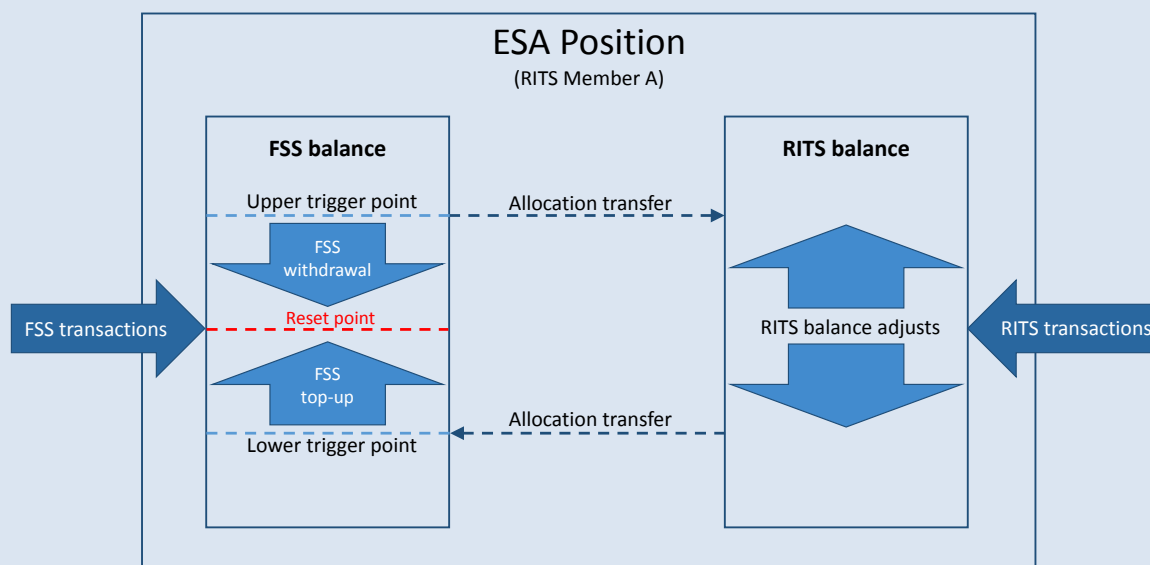 ESA Position
(RITS Member A)
FSS balance
RITS balance
Upper trigger point
Allocation transfer
FSS
withdrawal
Reset point
FSS transactions
RITS balance adjusts
RITS transactions
FSS
top-up
Allocation transfer
Lower trigger point